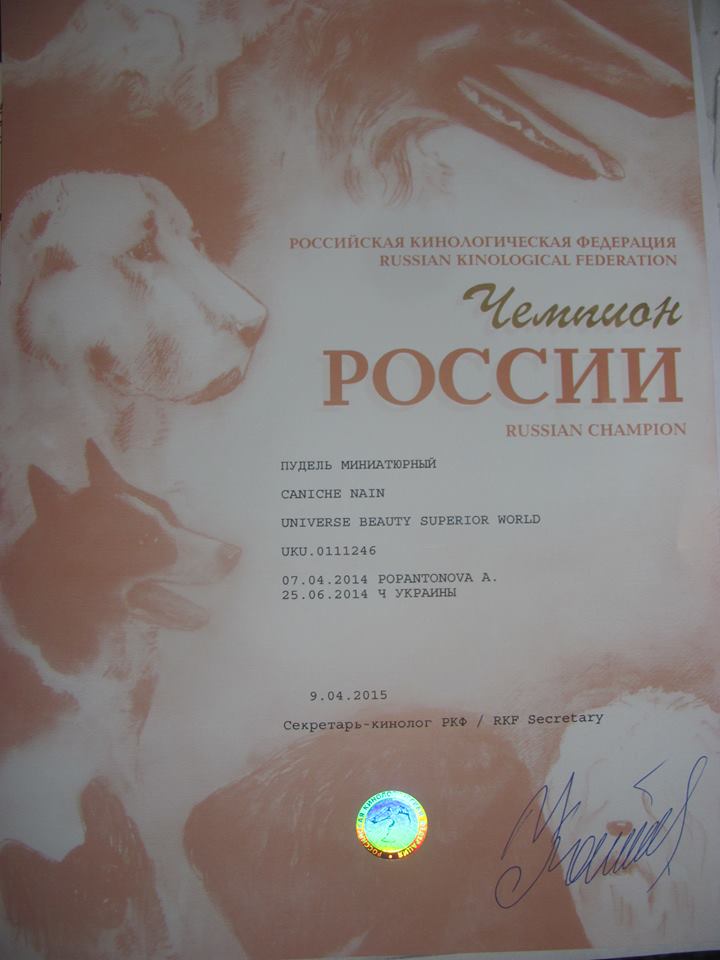 РОССИЙСКАЯ КИНОЛОГИЧЕСКАЯ ФЕДЕРАЦИЯ
RUSSIAN KINOLOGICAL FEDERATION
Чемпион
РОССИИ
RUSSIAN CHAMPION
ПУДЕЛЬ МИНИАТЮРНЫЙ
CANICHE NAIN
UNIVERSE BEAUTY SUPERIOR WORLD
UKU.0111246
07.04.2014 POPANTONOVA A.
25.06.2014 Ч УКРАИНЫ
9.04.2015
Секретарь-кинолог РКФ / RKF Secretary